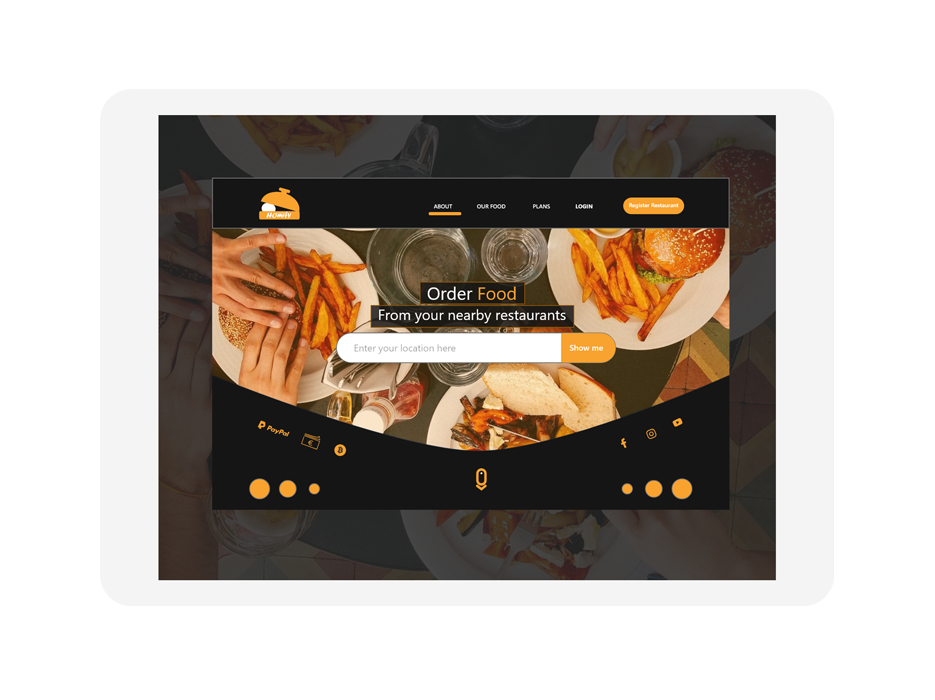 ABOUT
OUR FOOD
PLANS
LOGIN
Register Restaurant
Order Food
From your nearby restaurants
Enter your location here
Show me
PayPal